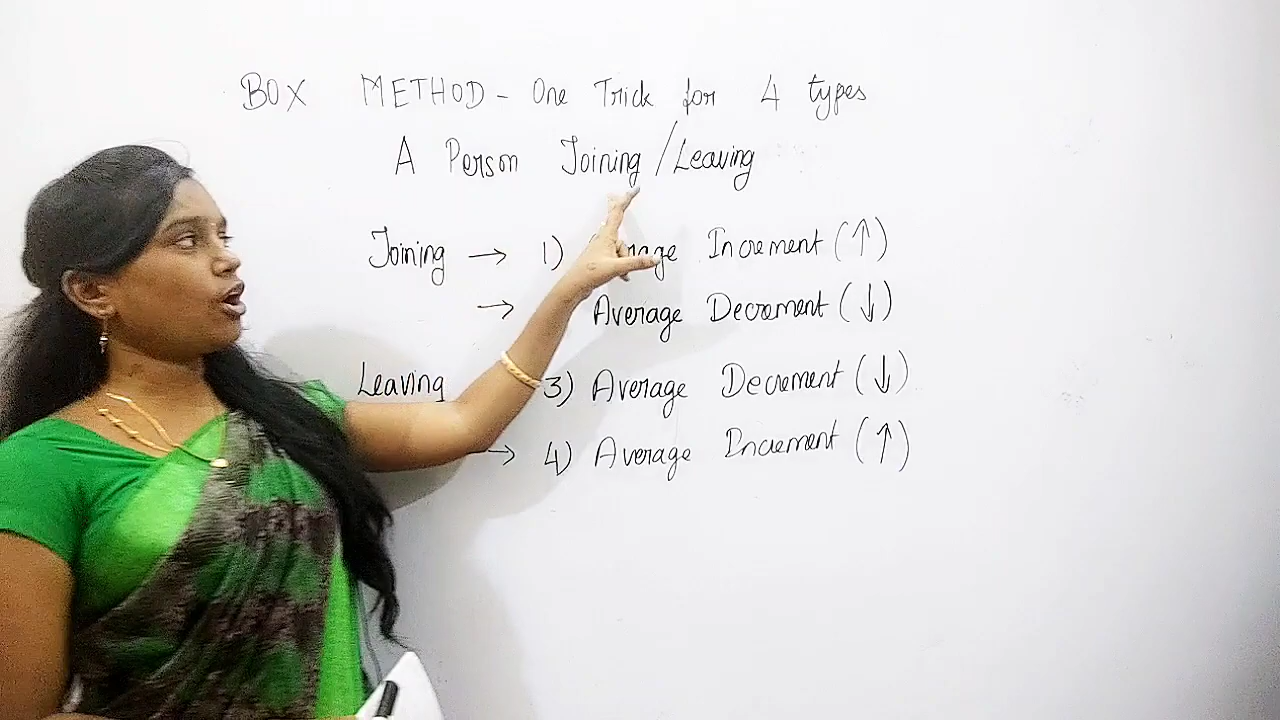 BOX METHOD - One Trick for 4 types
A Person Joining / Leaving
Joining → 1) Increment (↑)
→ Average Decrement (↓)
Leaving 3) Average Decrement (↓)
→ 4) Average Increment (↑)